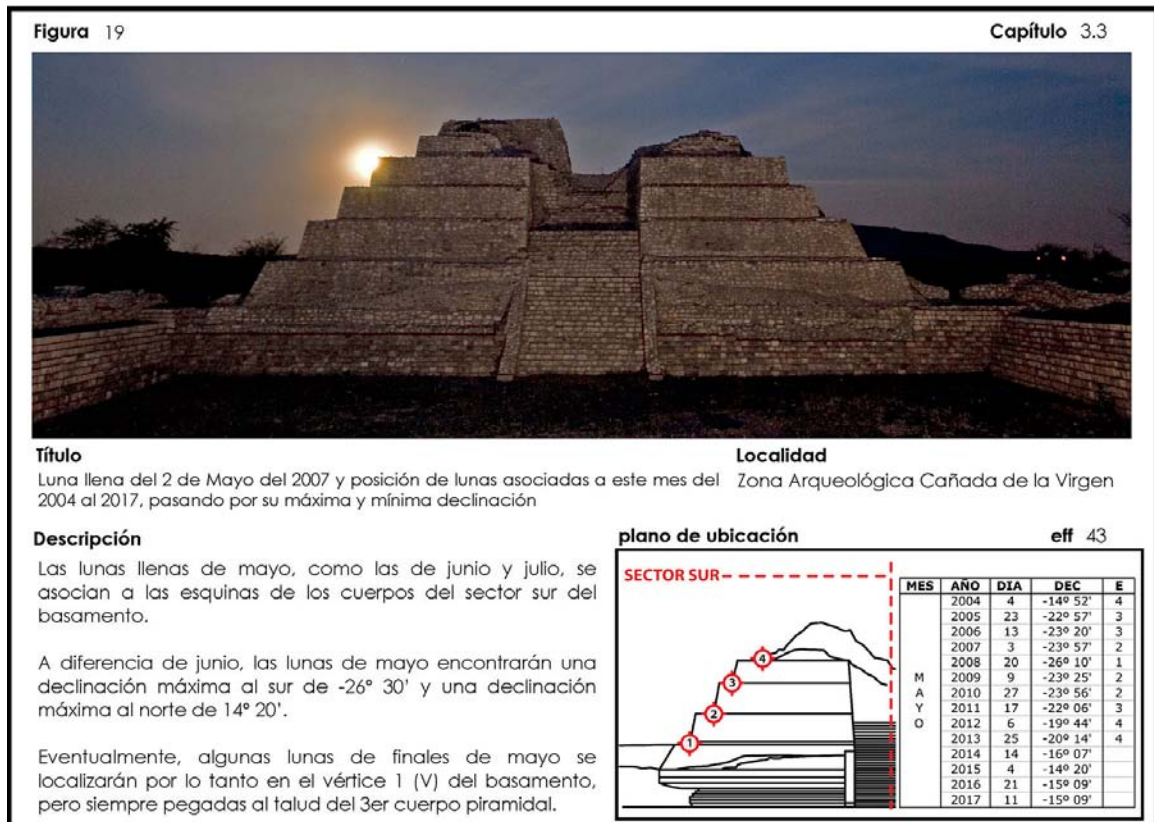 Figura 19
Capítulo 3.3
Título
Luna llena del 2 de Mayo del 2007 y posición de lunas asociadas a este mes del
2004 al 2017, pasando por su máxima y mínima declinación
Localidad
Zona Arqueológica Cañada de la Virgen
Descripción
Las lunas llenas de mayo, como las de junio y julio, se
asocian a las esquinas de los cuerpos del sector sur del
basamento.
A diferencia de junio, las lunas de mayo encontrarán una
declinación máxima al sur de -26º 30' y una declinación
máxima al norte de 14º 20'.
Eventualmente, algunas lunas de finales de mayo se
localizarán por lo tanto en el vértice 1 (V) del basamento,
pero siempre pegadas al talud del 3er cuerpo piramidal.
plano de ubicación
eff 43
SECTOR SUR
4
3
2
1
MES AÑO DIA DEC E
MAYO
2004 4 -14º 52' 4
2005 23 -22º 57' 3
2006 13 -23º 20' 3
2007 3 -23º 57' 2
2008 20 -26º 10' 1
2009 9 -23º 25' 2
2010 27 -23º 56' 2
2011 17 -22º 06' 3
2012 6 -19º 44' 4
2013 25 -20º 14' 4
2014 14 -16º 07'
2015 4 -14º 20'
2016 21 -15º 09'
2017 11 -15º 09'